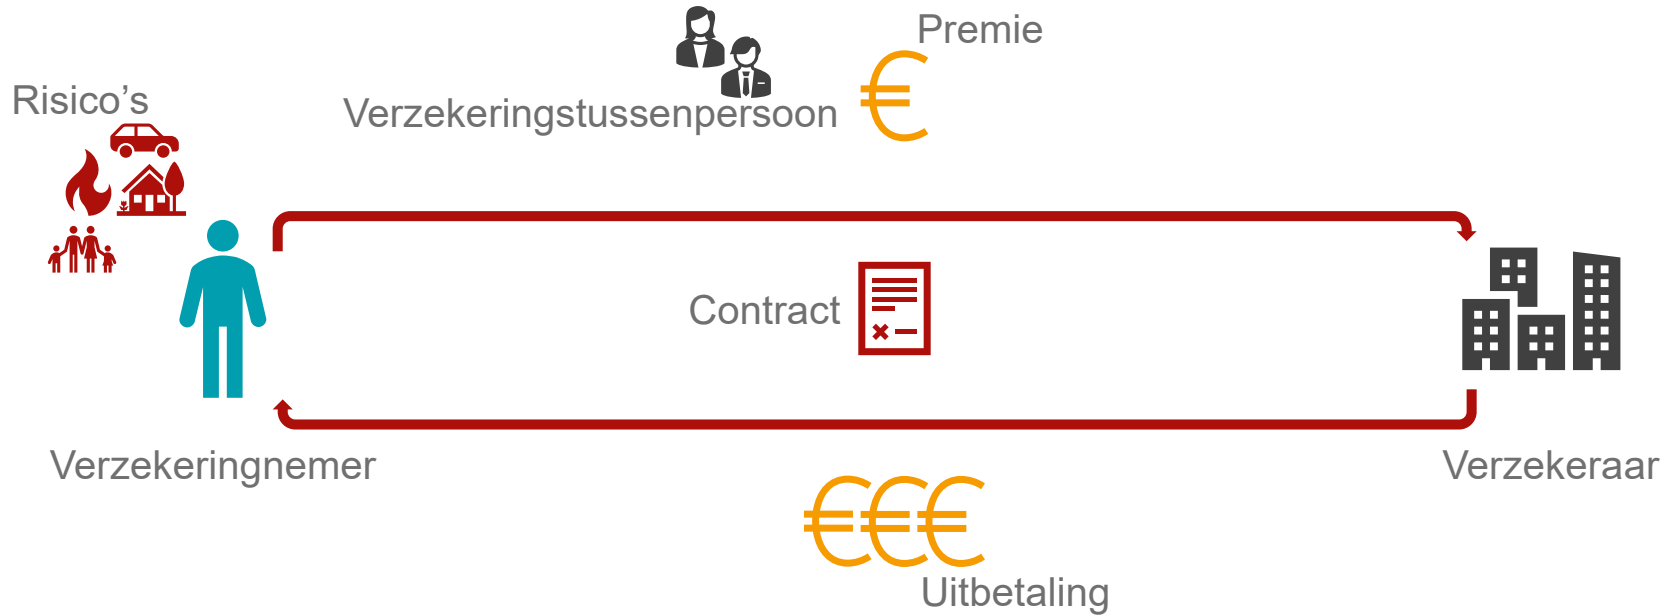 Premie
Risico’s
Verzekeringstussenpersoon
€
Contract
Verzekeringnemer
Verzekeraar
€€€
Uitbetaling